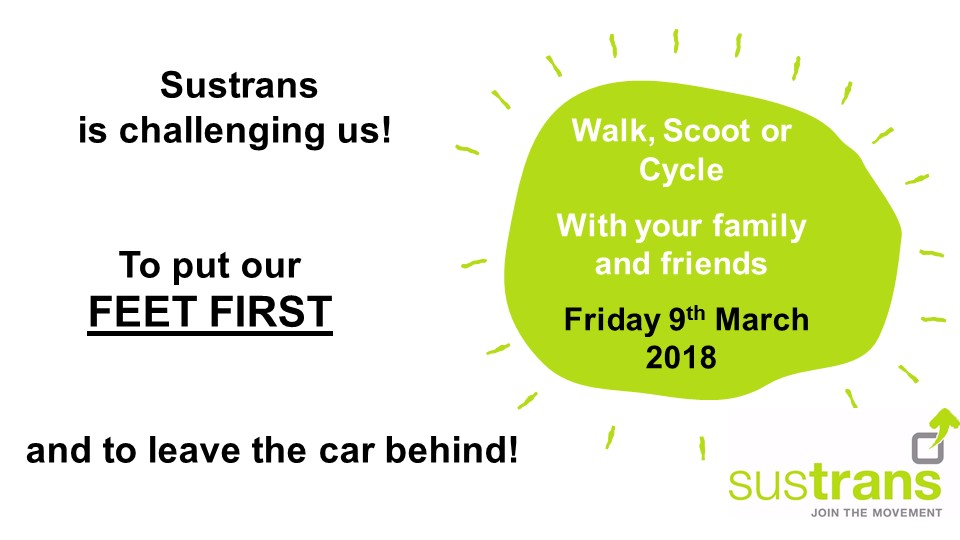 Sustrans
is challenging us!
To put our
FEET FIRST
and to leave the car behind!
Walk, Scoot or
Cycle
With your family
and friends
Friday 9th March
2018
sustrans
JOIN THE MOVEMENT